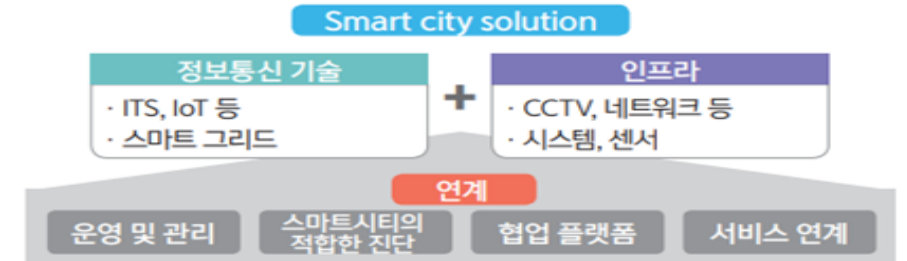 Smart city solution
정보통신 기술
· ITS, IoT 등
· 스마트 그리드
+
인프라
· CCTV, 네트워크 등
· 시스템, 센서
연계
운영 및 관리
스마트시티의
적합한 진단
협업 플랫폼
서비스 연계